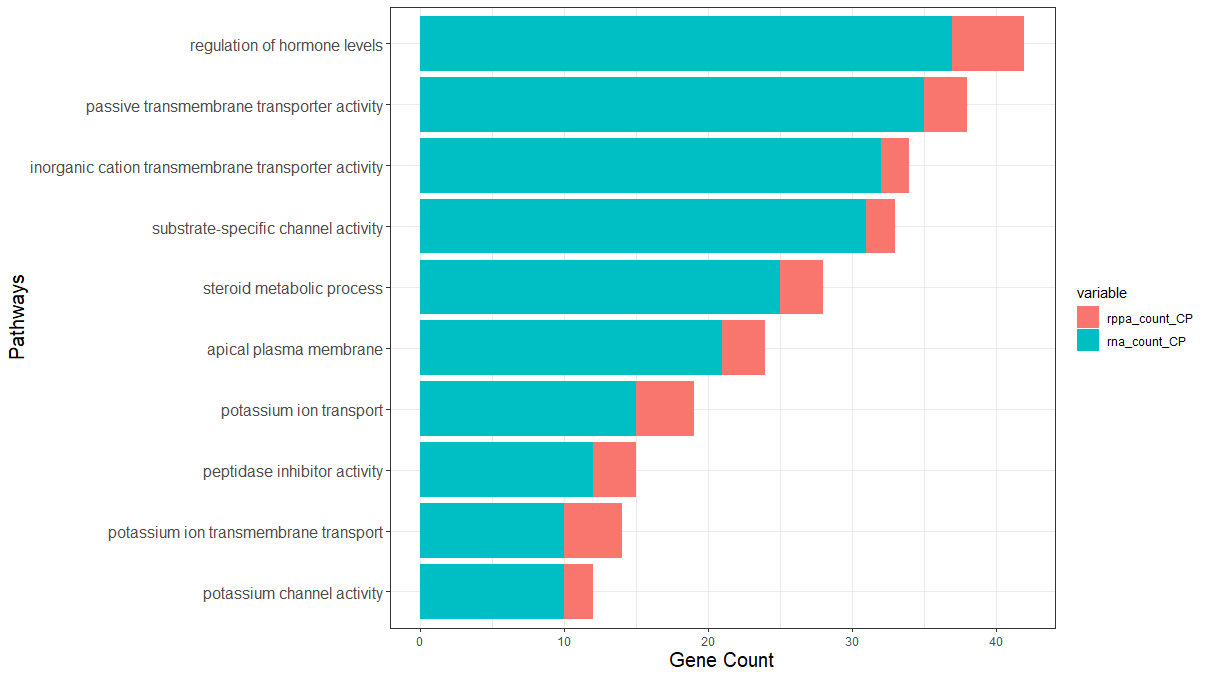 Pathways
regulation of hormone levels
passive transmembrane transporter activity
inorganic cation transmembrane transporter activity
substrate-specific channel activity
steroid metabolic process
apical plasma membrane
potassium ion transport
peptidase inhibitor activity
potassium ion transmembrane transport
potassium channel activity
0 10 20 30 40
Gene Count
variable
rppa_count_CP
rna_count_CP